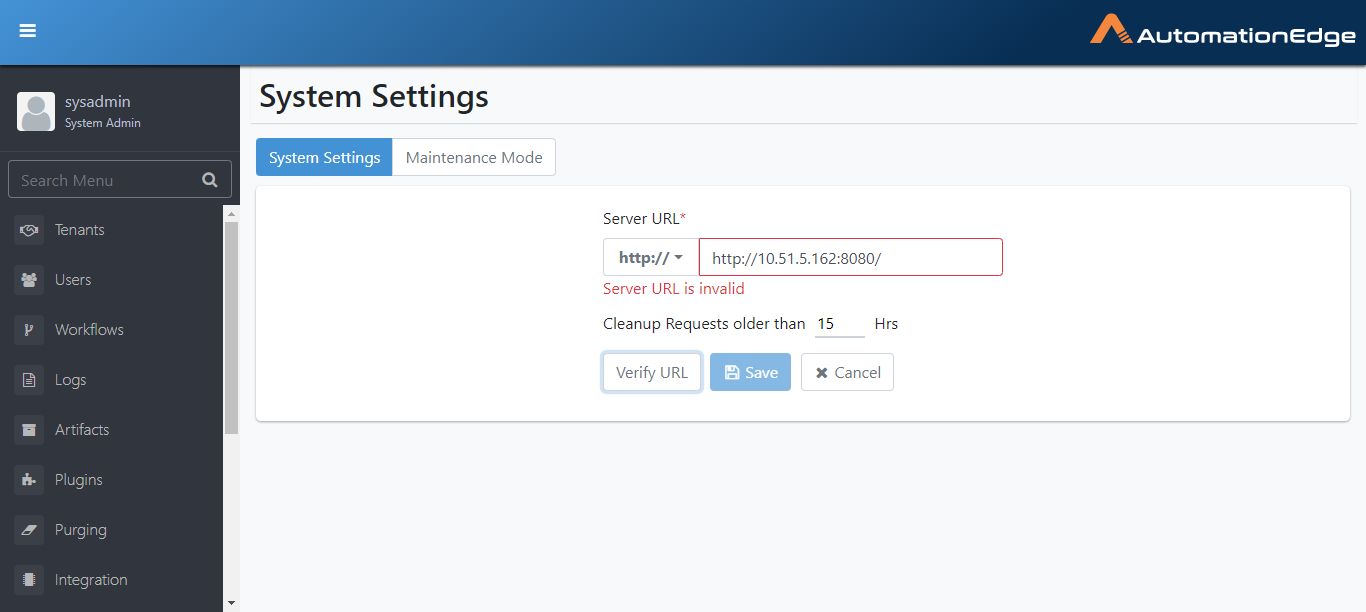 AutomationEdge
sysadmin
System Admin
Search Menu
Tenants
Users
Workflows
Logs
Artifacts
Plugins
Purging
Integration
System Settings
System Settings
Maintenance Mode
Server URL*
http://
http://10.51.5.162:8080/
Server URL is invalid
Cleanup Requests older than 15 Hrs
Verify URL
Save
Cancel